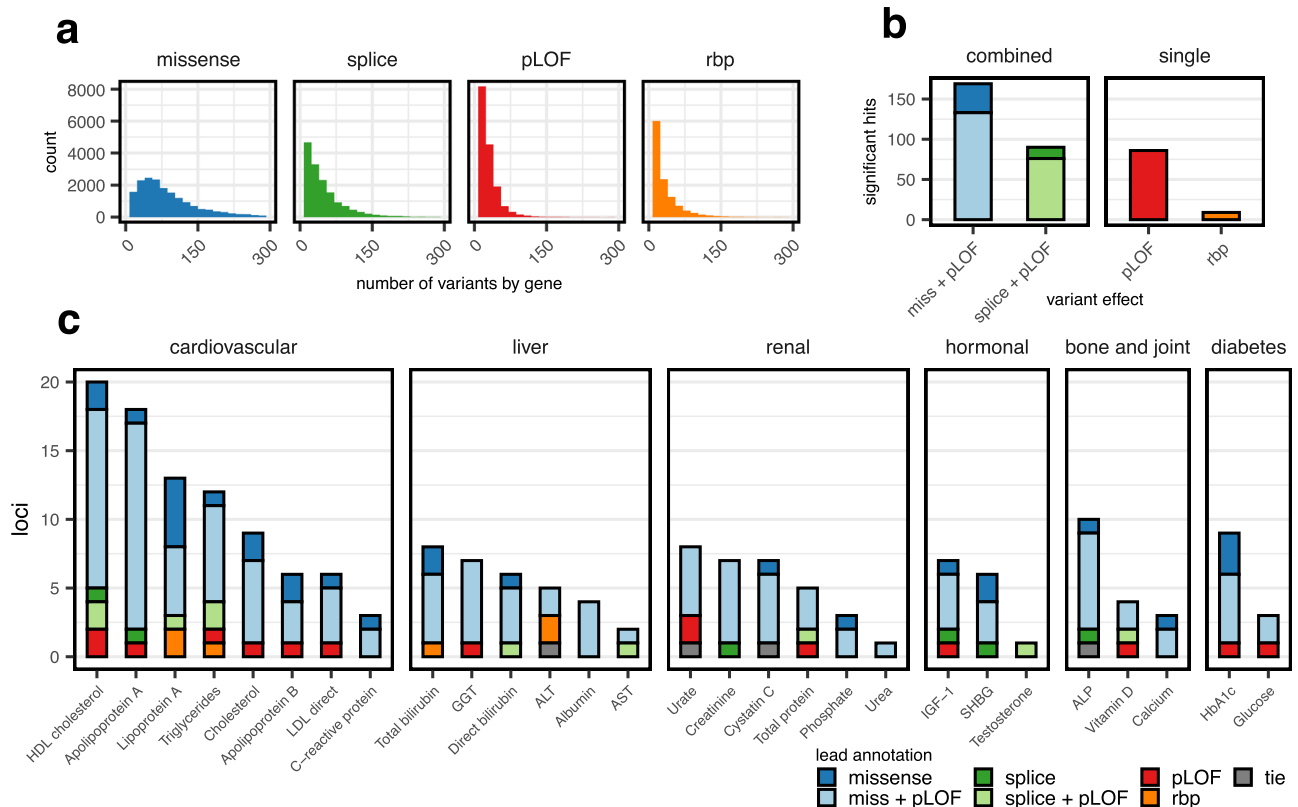 a
missense
splice
pLOF
rbp
count
8000
6000
4000
2000
0
0
150
300
0
150
300
0
150
300
0
150
300
number of variants by gene
b
combined
single
significant hits
150
100
50
0
miss + pLOF
splice + pLOF
pLOF
rbp
variant effect
c
cardiovascular
liver
renal
hormonal
bone and joint
diabetes
loci
20
15
10
5
0
HDL cholesterol
Apolipoprotein A
Lipoprotein A
Triglycerides
Cholesterol
Apolipoprotein B
LDL direct
C−reactive protein
Total bilirubin
GGT
Direct bilirubin
ALT
Albumin
AST
Urate
Creatinine
Cystatin C
Total protein
Phosphate
Urea
IGF−1
SHBG
Testosterone
ALP
Vitamin D
Calcium
HbA1c
Glucose
lead annotation
missense
splice
pLOF
tie
miss + pLOF
splice + pLOF
rbp